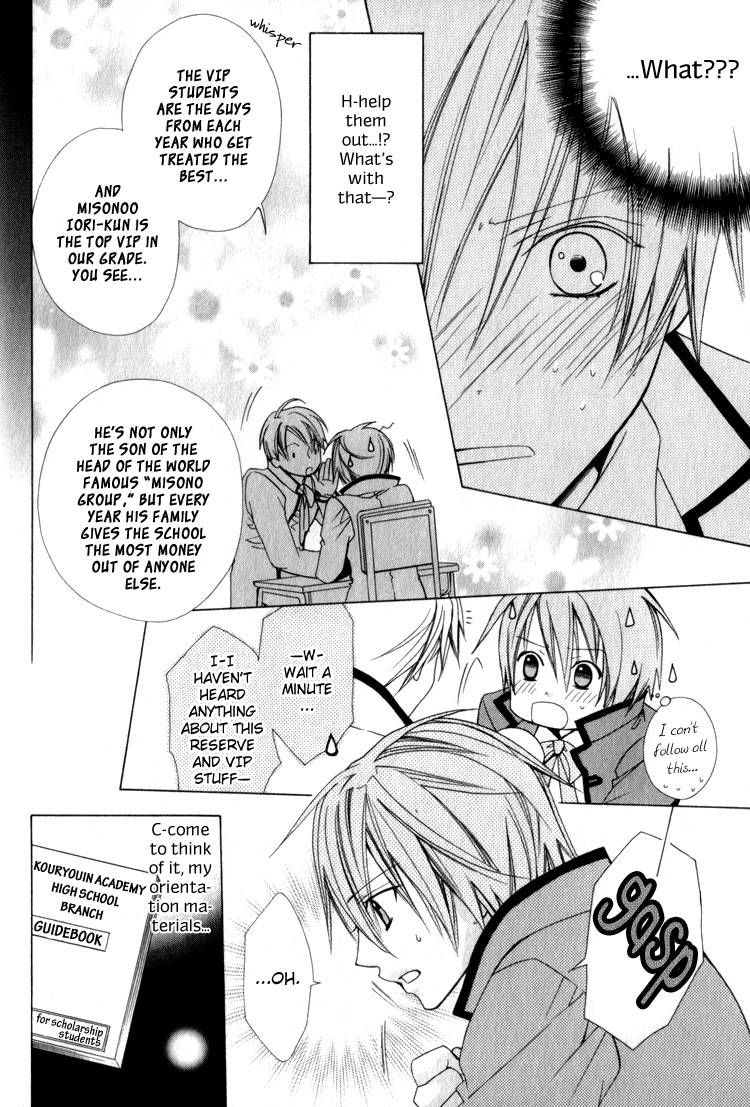 ...What???
H-help
them
out...!?
What's
with
that—?
whisper
THE VIP
STUDENTS
ARE THE GUYS
FROM EACH
YEAR WHO GET
TREATED THE
BEST...
AND
MISONOO
IORI-KUN IS
THE TOP VIP IN
OUR GRADE.
YOU SEE...
HE'S NOT ONLY
THE SON OF THE
HEAD OF THE WORLD
FAMOUS "MISONO
GROUP," BUT EVERY
YEAR HIS FAMILY
GIVES THE SCHOOL
THE MOST MONEY
OUT OF ANYONE
ELSE.
I can't
follow all
this...
—W-
WAIT A
MINUTE
...
I-I
HAVEN'T
HEARD
ANYTHING
ABOUT THIS
RESERVE
AND VIP
STUFF—
gasp
...OH.
C-come
to think
of it, my
orienta-
tion ma-
terials...
KOURYOUIN ACADEMY
HIGH SCHOOL
BRANCH
GUIDEBOOK
for scholarship
students